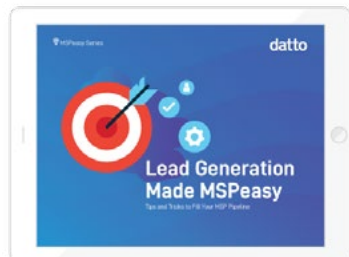 MSPeasy Series
datto
Lead Generation
Made MSPeasy
Tips and Tricks to Fill Your MSP Pipeline